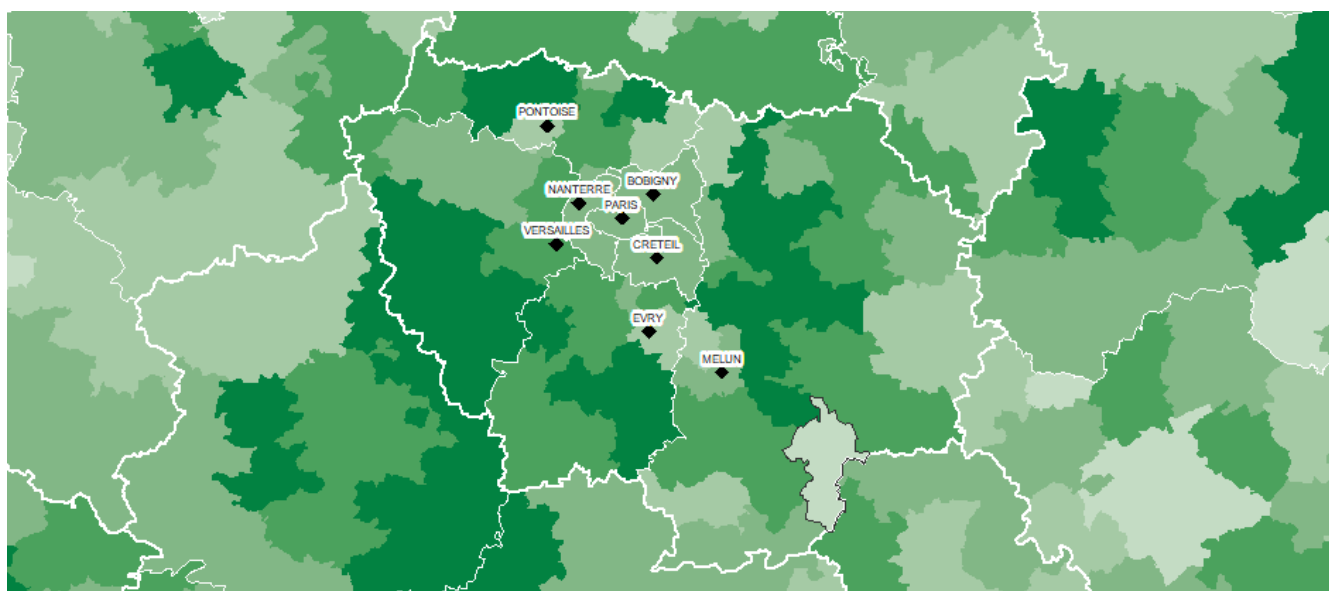 PONTOISE
BOBIGNY
NANTERRE
PARIS
VERSAILLES
CRETEIL
EVRY
MELUN